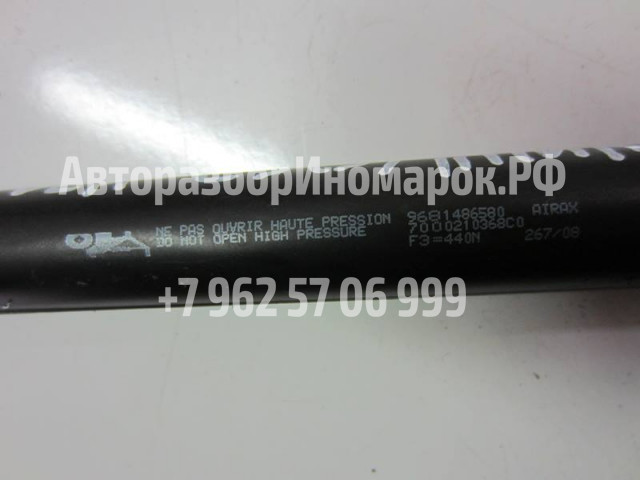 АвторазборИномарок.РФ
NE PAS OUVRIR HAUTE PRESSION 9681486580 AIRAX
DO NOT OPEN HIGH PRESSURE 7000210368C0
F3=440N 267/08
+7 962 57 06 999